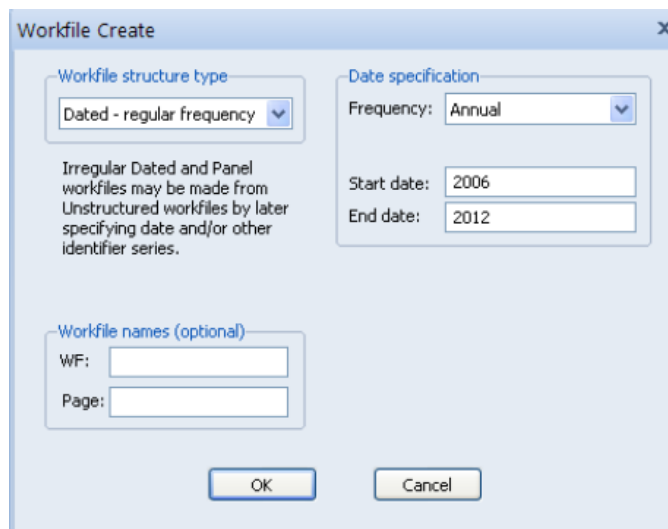 Workfile Create
x
Workfile structure type
Dated - regular frequency
Irregular Dated and Panel
workfiles may be made from
Unstructured workfiles by later
specifying date and/or other
identifier series.
Date specification
Frequency: Annual
Start date: 2006
End date: 2012
Workfile names (optional)
WF:
Page:
OK Cancel